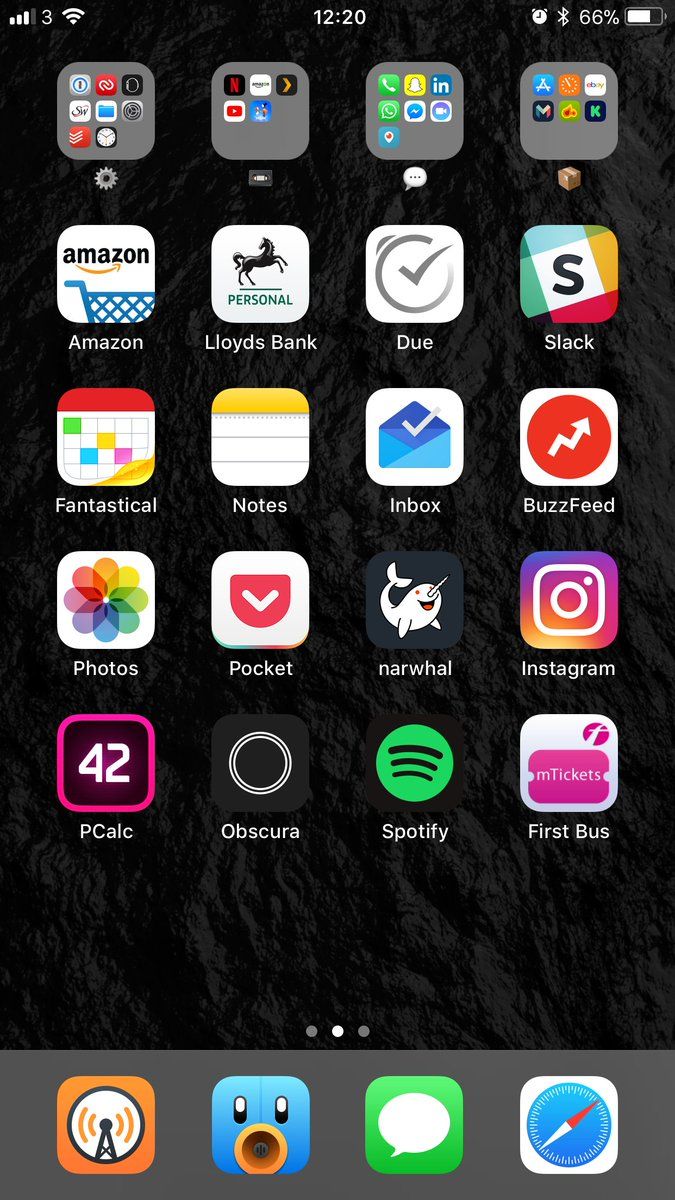 3 12:20 66%
amazon
PERSONAL
S
Amazon Lloyds Bank Due Slack
Fantastical Notes Inbox BuzzFeed
Photos Pocket narwhal Instagram
42
mTickets
PCalc Obscura Spotify First Bus